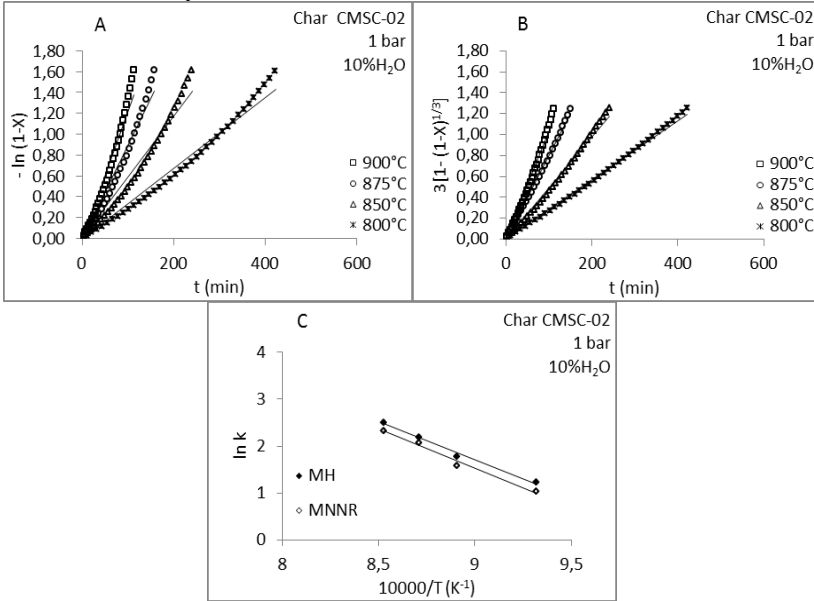 A
Char CMSC-02
1 bar
10%H₂O
1,80
1,60
1,40
1,20
1,00
0,80
0,60
0,40
0,20
0,00
- ln (1-X)
900°C
875°C
850°C
800°C
0 200 400 600
t (min)
B
Char CMSC-02
1 bar
10%H₂O
1,80
1,60
1,40
1,20
1,00
0,80
0,60
0,40
0,20
0,00
3 [1- (1-X)^1/3]
900°C
875°C
850°C
800°C
0 200 400 600
t (min)
C
Char CMSC-02
1 bar
10%H₂O
4
3
2
1
0
ln k
MH
MNNR
8 8,5 9 9,5
10000/T (K⁻¹)